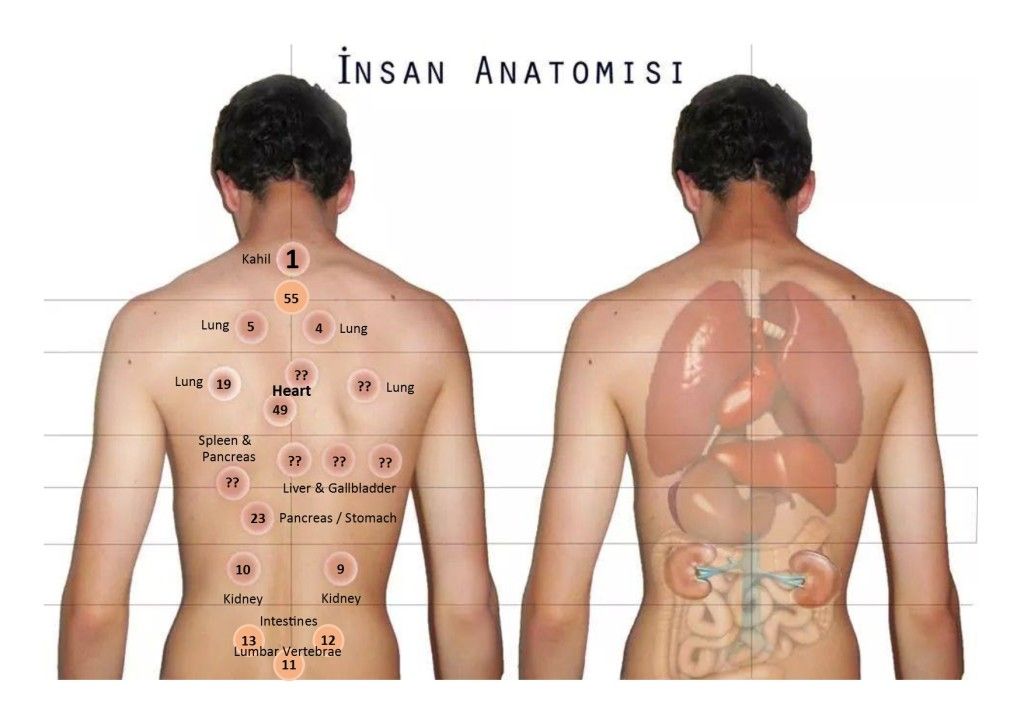 İNSAN ANATOMISI
Kahil 1
55
Lung 5 4 Lung
Lung 19 ?? ?? Lung
Heart
49
Spleen &
Pancreas
?? ?? ??
Liver & Gallbladder
??
23 Pancreas / Stomach
10 9
Kidney Kidney
Intestines
13 12
Lumbar Vertebrae
11